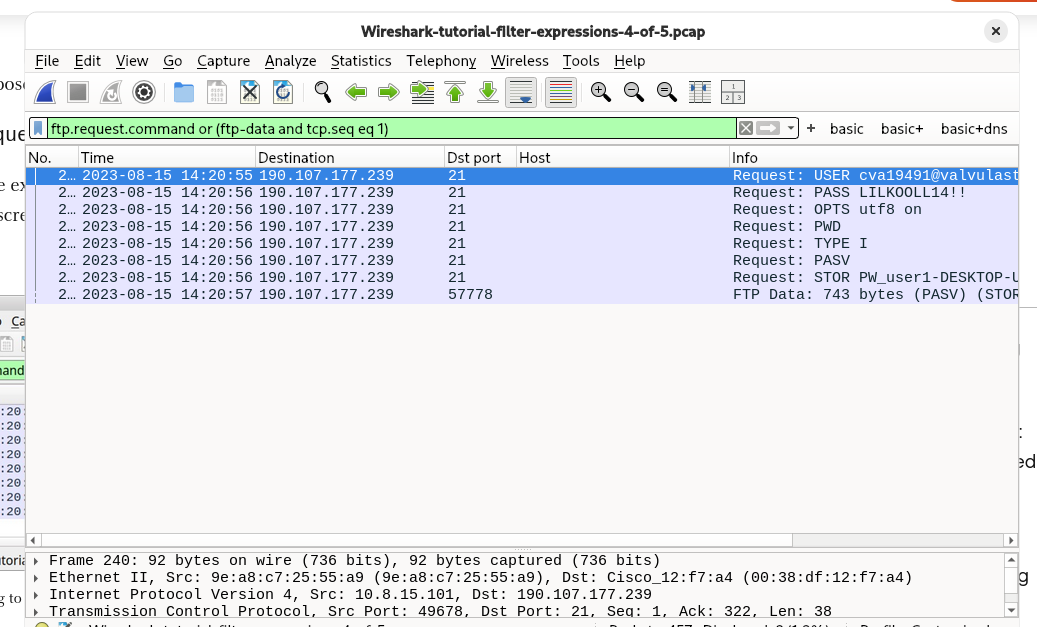 Wireshark-tutorial-filter-expressions-4-of-5.pcap
File Edit View Go Capture Analyze Statistics Telephony Wireless Tools Help
ftp.request.command or (ftp-data and tcp.seq eq 1) + basic basic+ basic+dns
No. Time Destination Dst port Host Info
2… 2023-08-15 14:20:55 190.107.177.239 21 Request: USER cva19491@valvulast
2… 2023-08-15 14:20:56 190.107.177.239 21 Request: PASS LILKOOLL14!!
2… 2023-08-15 14:20:56 190.107.177.239 21 Request: OPTS utf8 on
2… 2023-08-15 14:20:56 190.107.177.239 21 Request: PWD
2… 2023-08-15 14:20:56 190.107.177.239 21 Request: TYPE I
2… 2023-08-15 14:20:56 190.107.177.239 21 Request: PASV
2… 2023-08-15 14:20:56 190.107.177.239 21 Request: STOR PW_user1-DESKTOP-U
2… 2023-08-15 14:20:57 190.107.177.239 57778 FTP Data: 743 bytes (PASV) (STOR
Frame 240: 92 bytes on wire (736 bits), 92 bytes captured (736 bits)
Ethernet II, Src: 9e:a8:c7:25:55:a9 (9e:a8:c7:25:55:a9), Dst: Cisco_12:f7:a4 (00:38:df:12:f7:a4)
Internet Protocol Version 4, Src: 10.8.15.101, Dst: 190.107.177.239
Transmission Control Protocol, Src Port: 49678, Dst Port: 21, Seq: 1, Ack: 322, Len: 38